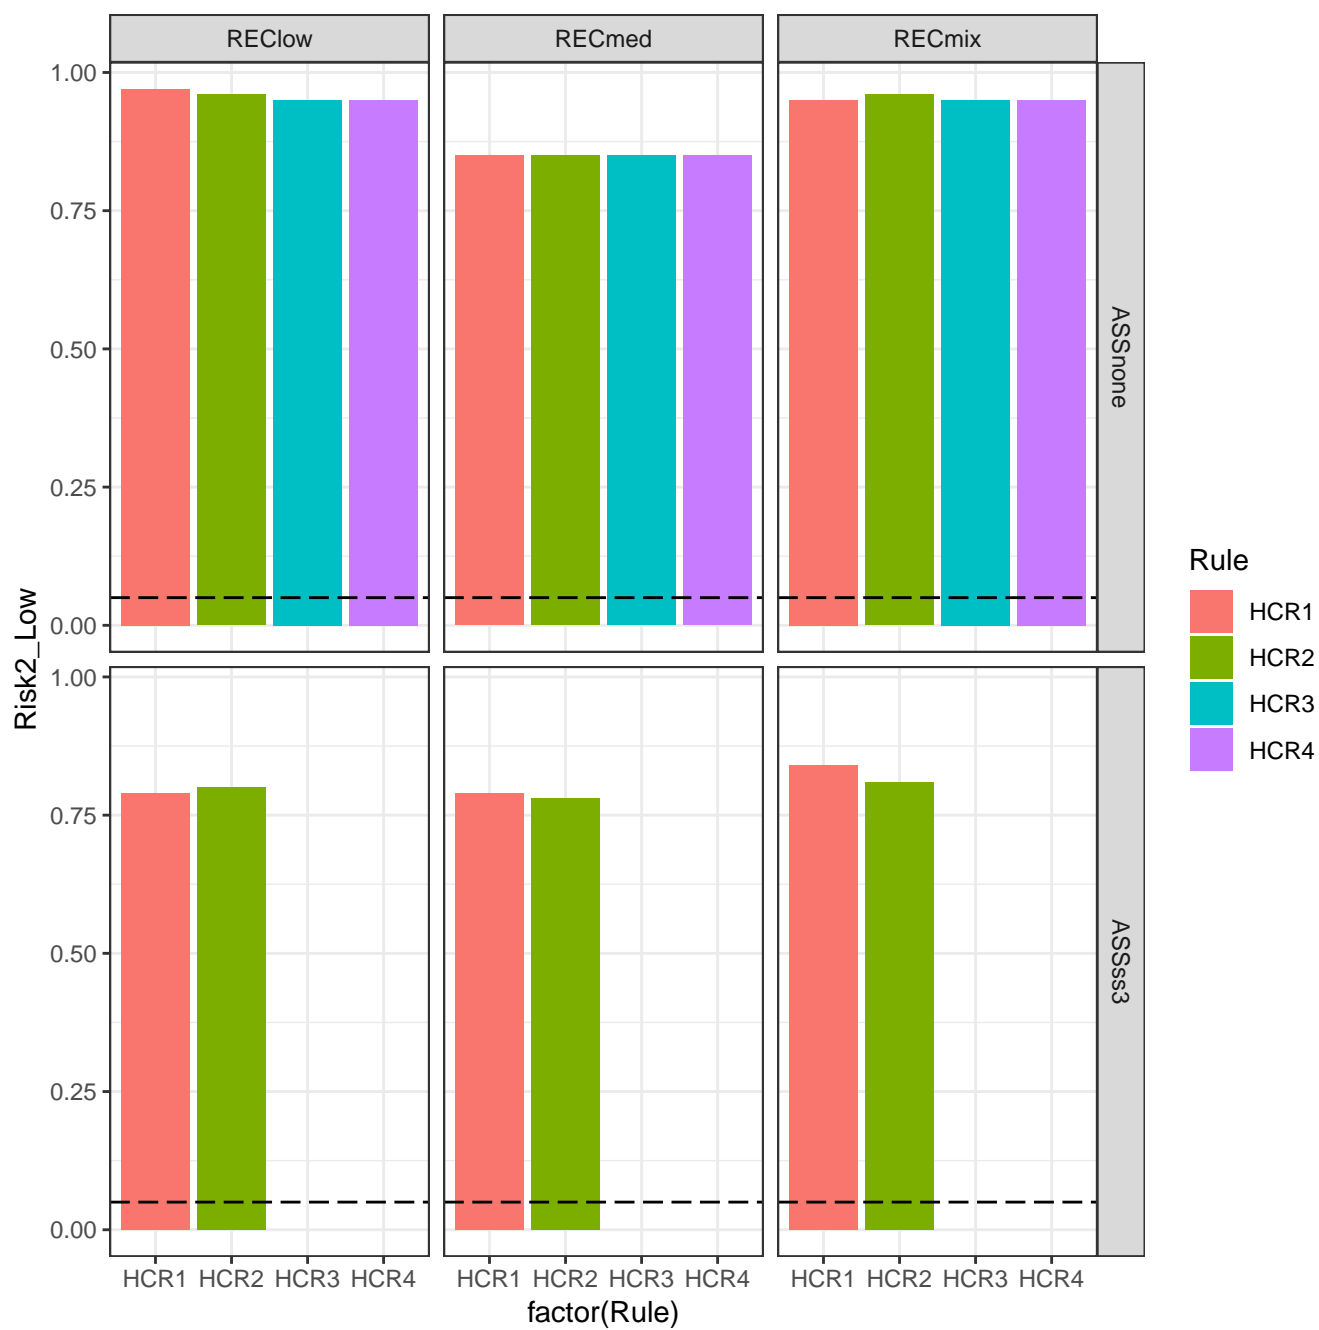 REClow RECmed RECmix
1.00
0.75
0.50
0.25
0.00
ASSnone
1.00
0.75
0.50
0.25
0.00
ASSss3
Risk2_Low
HCR1 HCR2 HCR3 HCR4 HCR1 HCR2 HCR3 HCR4 HCR1 HCR2 HCR3 HCR4
factor(Rule)
Rule
HCR1
HCR2
HCR3
HCR4